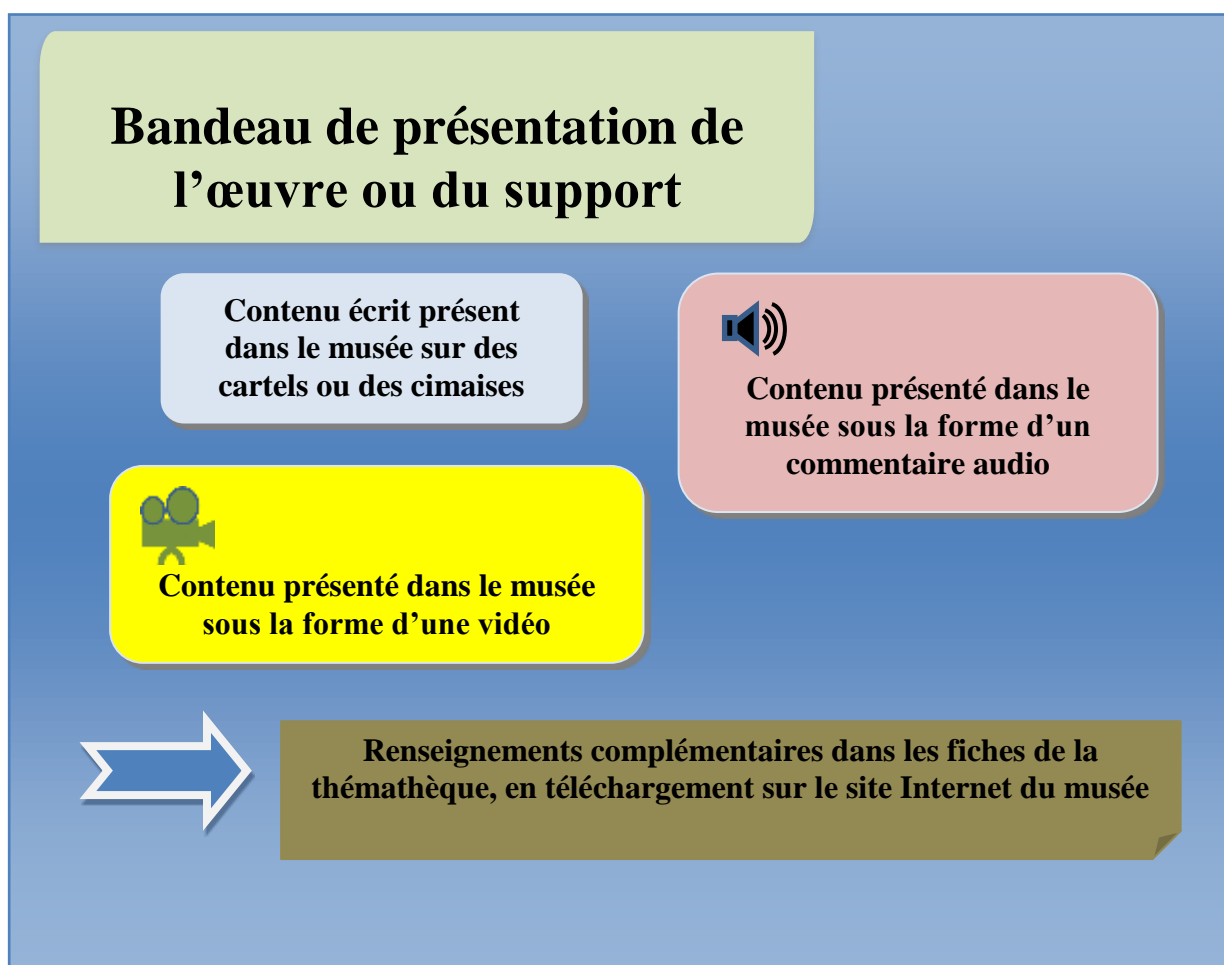 Bandeau de présentation de
l’œuvre ou du support
Contenu écrit présent
dans le musée sur des
cartels ou des cimaises
Contenu présenté dans le
musée sous la forme d’un
commentaire audio
Contenu présenté dans le musée
sous la forme d’une vidéo
Renseignements complémentaires dans les fiches de la
thémathèque, en téléchargement sur le site Internet du musée